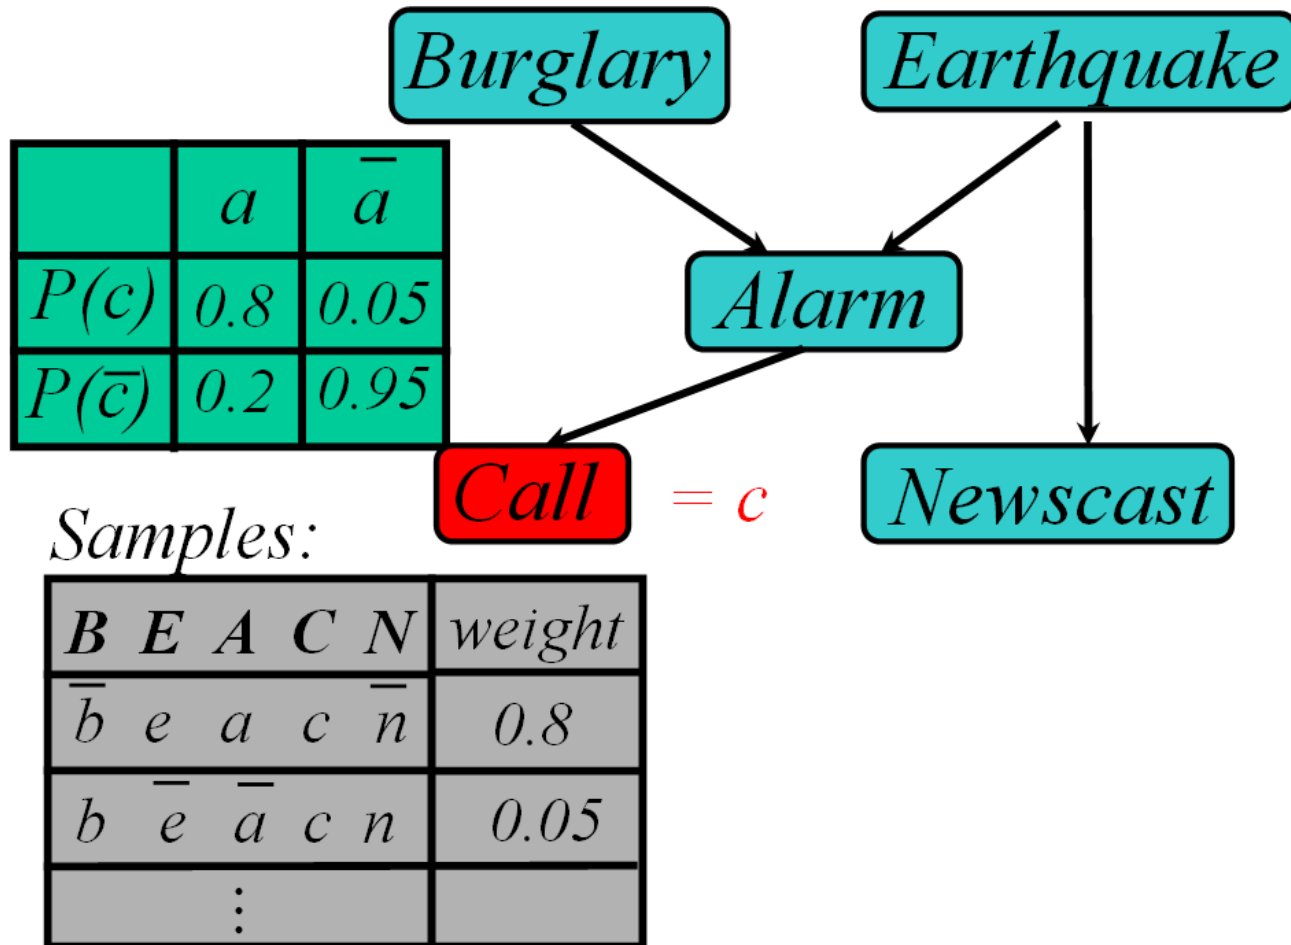 Burglary Earthquake
a a̅
P(c) 0.8 0.05
P(c̅) 0.2 0.95
Alarm
Call = c Newscast
Samples:
B E A C N weight
b̅ e a c n̅ 0.8
b e̅ a̅ c n 0.05
⋮